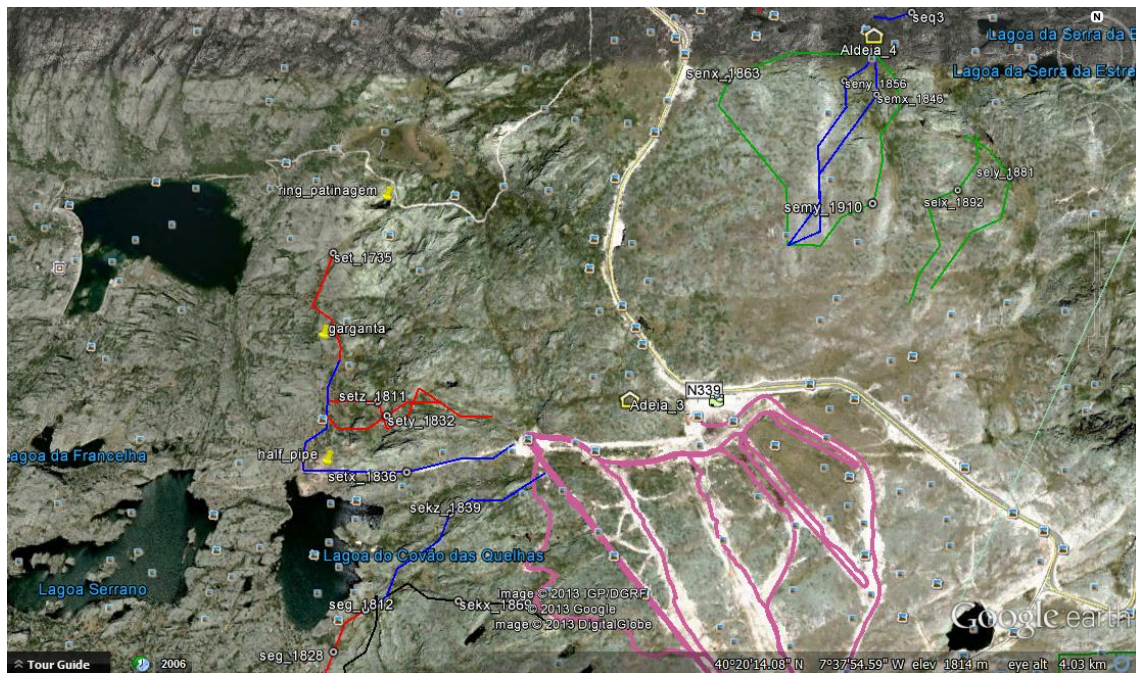 seq3
Lagoa da Serra da E
Aldeia_4
Lagoa da Serra da Estre
senx_1863
seny_1856
semx_1846
sely_1881
ring_patinagem
selx_1892
semy_1910
set_1735
garganta
N339
setz_1811
Adeia_3
sety_1832
agoa da Francelha
half_pipe
setx_1836
sekz_1839
Lagoa do Covão das Quelhas
Lagoa Serrano
Image © 2013 IGP/DGRF
seg_1812
sekx_1869
© 2013 Google
Image © 2013 DigitalGlobe
Google earth
seg_1828
Tour Guide
2006
40°20'14.08" N 7°37'54.59" W elev 1814 m eye alt 4.03 km
N